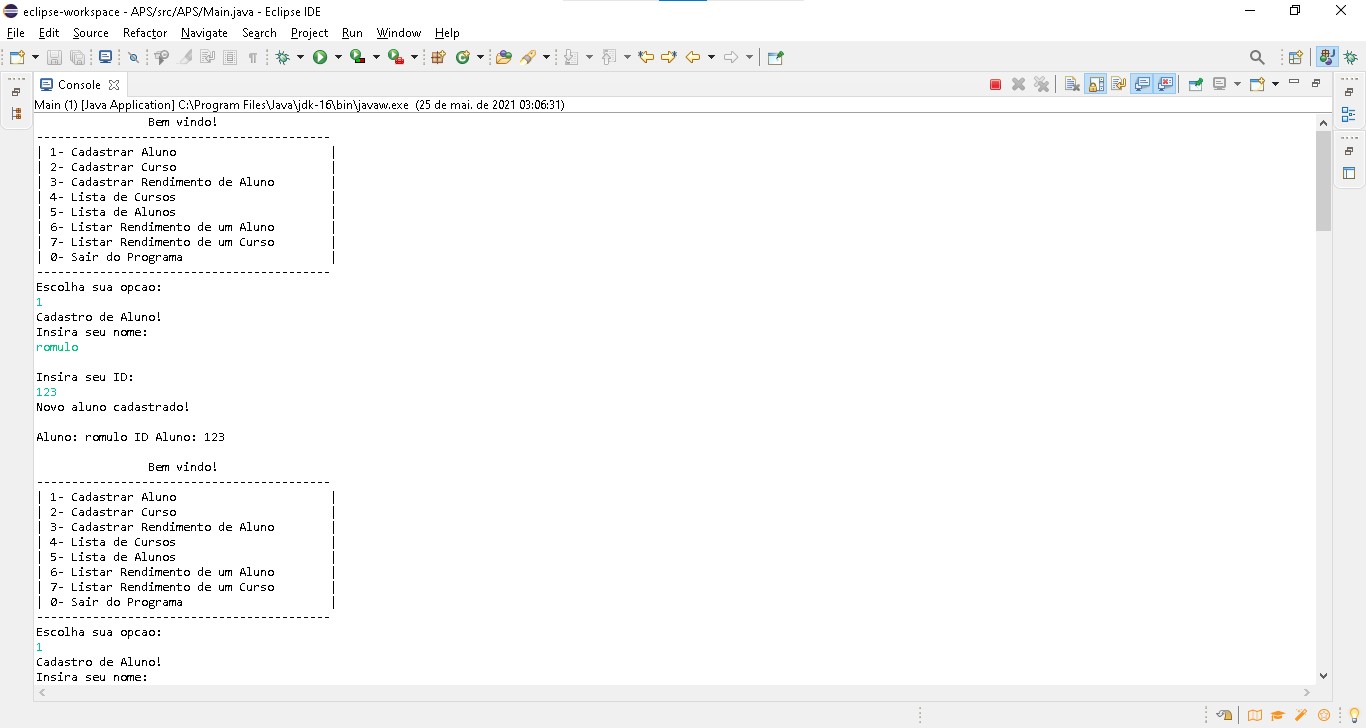 eclipse-workspace - APS/src/APS/Main.java - Eclipse IDE
File Edit Source Refactor Navigate Search Project Run Window Help
Console
Main (1) [Java Application] C:\Program Files\Java\jdk-16\bin\javaw.exe (25 de mai. de 2021 03:06:31)
Bem vindo!
------------------------------------------
| 1- Cadastrar Aluno |
| 2- Cadastrar Curso |
| 3- Cadastrar Rendimento de Aluno |
| 4- Lista de Cursos |
| 5- Lista de Alunos |
| 6- Listar Rendimento de um Aluno |
| 7- Listar Rendimento de um Curso |
| 0- Sair do Programa |
------------------------------------------
Escolha sua opcao:
1
Cadastro de Aluno!
Insira seu nome:
romulo
Insira seu ID:
123
Novo aluno cadastrado!
Aluno: romulo ID Aluno: 123
Bem vindo!
------------------------------------------
| 1- Cadastrar Aluno |
| 2- Cadastrar Curso |
| 3- Cadastrar Rendimento de Aluno |
| 4- Lista de Cursos |
| 5- Lista de Alunos |
| 6- Listar Rendimento de um Aluno |
| 7- Listar Rendimento de um Curso |
| 0- Sair do Programa |
------------------------------------------
Escolha sua opcao:
1
Cadastro de Aluno!
Insira seu nome: